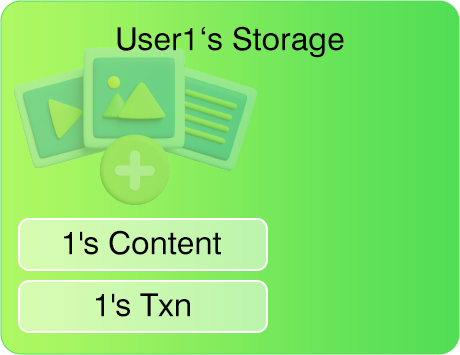 User1‘s Storage
1's Content
1's Txn